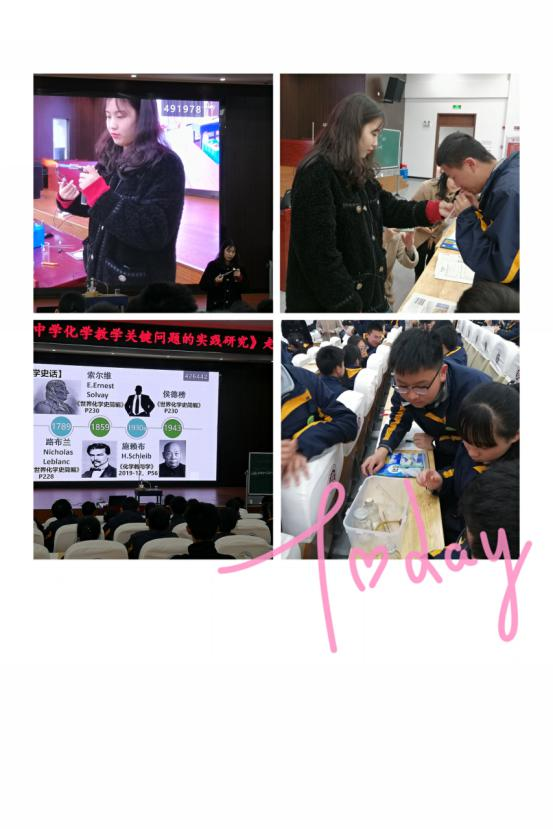 491978
中学化学教学关键问题的实践研究》走
学史话】
426442
索尔维
E.Ernest
Solvay
《世界化学史简编》
P230
侯德榜
《世界化学史简编》
P230
1789
1859
1930s
1943
路布兰
Nicholas
Leblanc
世界化学史简编》
P228
施赖布
H.Schleib
《化学教与学》
2019-12，P56
Today